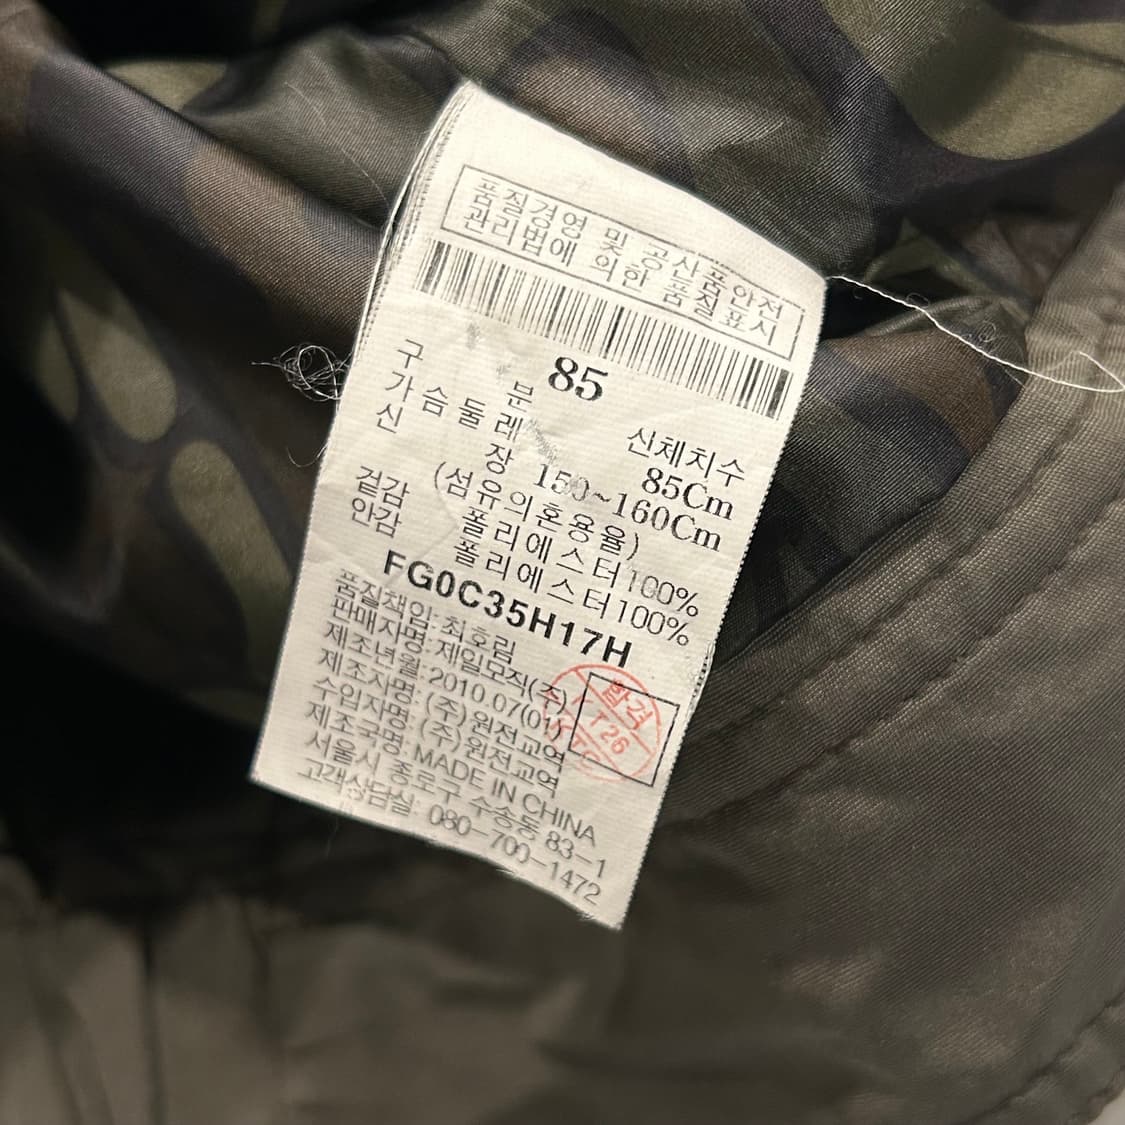 품질경영 및 공산품안전
관리법에 의한 품질표시
85
구 분 신체치수
가슴둘레 85Cm
신 장 150~160Cm
(섬유의혼용율)
겉감 폴리에스터100%
안감 폴리에스터100%
FG0C35H17H
품질책임:최호림
판매자명:제일모직(주)
제조년월:2010.07(01)
제조자명:(주)원전교역
수입자명:(주)원전교역
제조국명:MADE IN CHINA
서울시 종로구 수송동 83-1
고객상담실: 080-700-1472
합격
T26